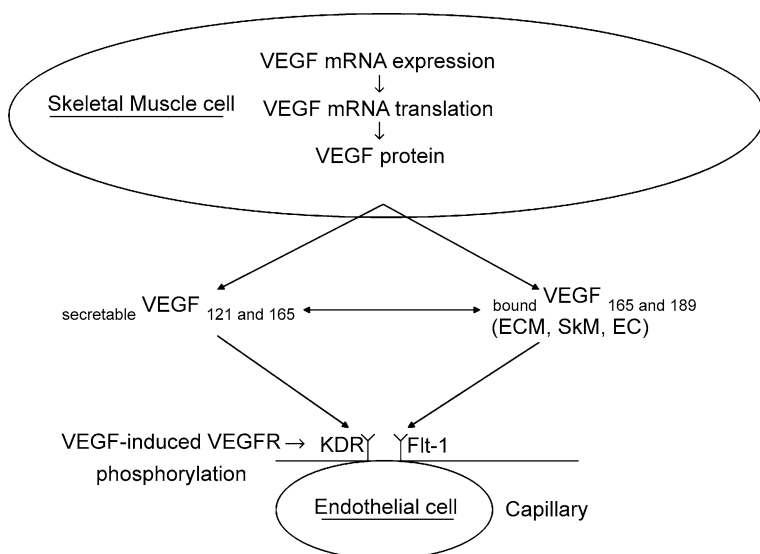 VEGF mRNA expression
↓
Skeletal Muscle cell
VEGF mRNA translation
↓
VEGF protein
secretable VEGF 121 and 165
bound VEGF 165 and 189
(ECM, SkM, EC)
VEGF-induced VEGFR → KDR
Flt-1
phosphorylation
Endothelial cell
Capillary